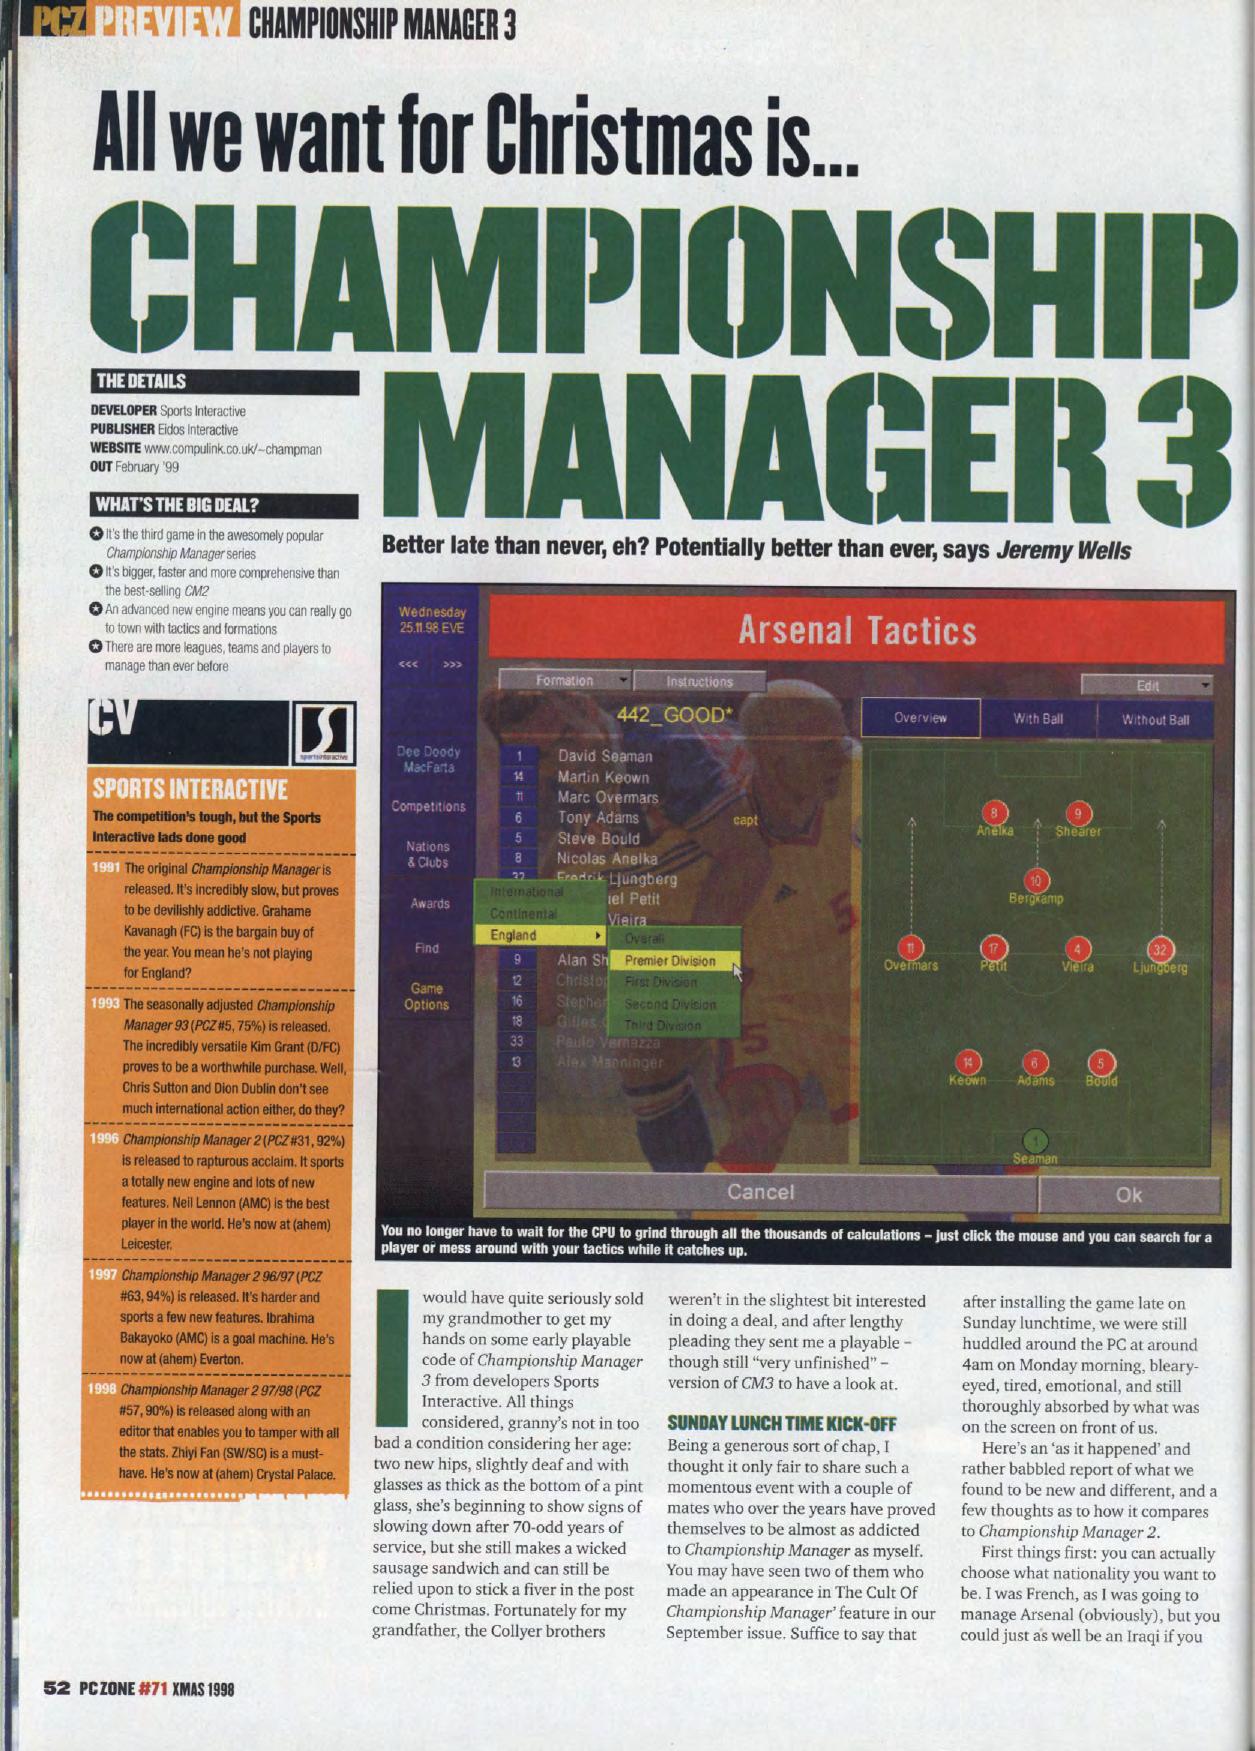 PCZ PREVIEW CHAMPIONSHIP MANAGER 3
All we want for Christmas is...
CHAMPIONSHIP
MANAGER 3
Better late than never, eh? Potentially better than ever, says Jeremy Wells
THE DETAILS
DEVELOPER Sports Interactive
PUBLISHER Eidos Interactive
WEBSITE www.compulink.co.uk/~champman
OUT February '99
WHAT'S THE BIG DEAL?
It's the third game in the awesomely popular
Championship Manager series
It's bigger, faster and more comprehensive than
the best-selling CM2
An advanced new engine means you can really go
to town with tactics and formations
There are more leagues, teams and players to
manage than ever before
CV
sportsinteractive
SPORTS INTERACTIVE
The competition's tough, but the Sports
Interactive lads done good
1991 The original Championship Manager is
released. It's incredibly slow, but proves
to be devilishly addictive. Grahame
Kavanagh (FC) is the bargain buy of
the year. You mean he's not playing
for England?
1993 The seasonally adjusted Championship
Manager 93 (PCZ #5, 75%) is released.
The incredibly versatile Kim Grant (D/FC)
proves to be a worthwhile purchase. Well,
Chris Sutton and Dion Dublin don't see
much international action either, do they?
1996 Championship Manager 2 (PCZ #31, 92%)
is released to rapturous acclaim. It sports
a totally new engine and lots of new
features. Neil Lennon (AMC) is the best
player in the world. He's now at (ahem)
Leicester.
1997 Championship Manager 2 96/97 (PCZ
#63, 94%) is released. It's harder and
sports a few new features. Ibrahima
Bakayoko (AMC) is a goal machine. He's
now at (ahem) Everton.
1998 Championship Manager 2 97/98 (PCZ
#57, 90%) is released along with an
editor that enables you to tamper with all
the stats. Zhiyi Fan (SW/SC) is a must-
have. He's now at (ahem) Crystal Palace.
Wednesday
25.11.98 EVE
<<< >>>
Dee Doody
MacFarta
Competitions
Nations
& Clubs
Awards
Find
Game
Options
Arsenal Tactics
Formation Instructions Edit
442_GOOD*
Overview With Ball Without Ball
1 David Seaman
14 Martin Keown
11 Marc Overmars
6 Tony Adams capt
5 Steve Bould
8 Nicolas Anelka
32 Fredrik Ljungberg
iel Petit
Vieira
9 Alan Sh
12 Christo
16 Stephe
18 Gilles
33 Paulo Vernazza
13 Alex Manninger
International
Continental
England
Overall
Premier Division
First Division
Second Division
Third Division
8 Anelka
9 Shearer
10 Bergkamp
11 Overmars
17 Petit
4 Vieira
32 Ljungberg
14 Keown
6 Adams
5 Bould
1 Seaman
Cancel Ok
You no longer have to wait for the CPU to grind through all the thousands of calculations – just click the mouse and you can search for a
player or mess around with your tactics while it catches up.
I would have quite seriously sold
my grandmother to get my
hands on some early playable
code of Championship Manager
3 from developers Sports
Interactive. All things
considered, granny's not in too
bad a condition considering her age:
two new hips, slightly deaf and with
glasses as thick as the bottom of a pint
glass, she's beginning to show signs of
slowing down after 70-odd years of
service, but she still makes a wicked
sausage sandwich and can still be
relied upon to stick a fiver in the post
come Christmas. Fortunately for my
grandfather, the Collyer brothers
weren't in the slightest bit interested
in doing a deal, and after lengthy
pleading they sent me a playable –
though still "very unfinished" –
version of CM3 to have a look at.
SUNDAY LUNCH TIME KICK-OFF
Being a generous sort of chap, I
thought it only fair to share such a
momentous event with a couple of
mates who over the years have proved
themselves to be almost as addicted
to Championship Manager as myself.
You may have seen two of them who
made an appearance in The Cult Of
Championship Manager' feature in our
September issue. Suffice to say that
after installing the game late on
Sunday lunchtime, we were still
huddled around the PC at around
4am on Monday morning, bleary-
eyed, tired, emotional, and still
thoroughly absorbed by what was
on the screen on front of us.
Here's an 'as it happened' and
rather babbled report of what we
found to be new and different, and a
few thoughts as to how it compares
to Championship Manager 2.
First things first: you can actually
choose what nationality you want to
be. I was French, as I was going to
manage Arsenal (obviously), but you
could just as well be an Iraqi if you
52 PC ZONE #71 XMAS 1998